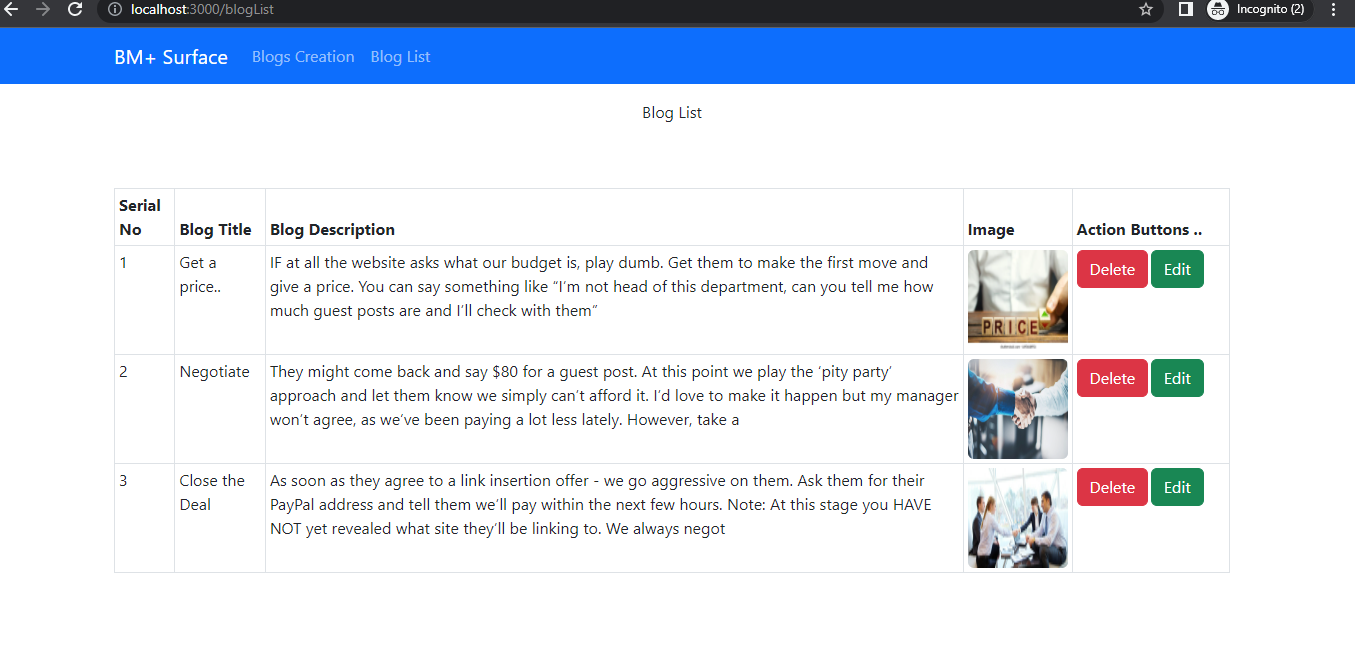 localhost:3000/blogList
Incognito (2)
BM+ Surface Blogs Creation Blog List
Blog List
Serial
No Blog Title Blog Description Image Action Buttons ..
1 Get a IF at all the website asks what our budget is, play dumb. Get them to make the first move and Delete Edit
price.. give a price. You can say something like “I’m not head of this department, can you tell me how
much guest posts are and I’ll check with them”
PRICE
2 Negotiate They might come back and say $80 for a guest post. At this point we play the ‘pity party’ Delete Edit
approach and let them know we simply can’t afford it. I’d love to make it happen but my manager
won’t agree, as we’ve been paying a lot less lately. However, take a
3 Close the As soon as they agree to a link insertion offer - we go aggressive on them. Ask them for their Delete Edit
Deal PayPal address and tell them we’ll pay within the next few hours. Note: At this stage you HAVE
NOT yet revealed what site they’ll be linking to. We always negot